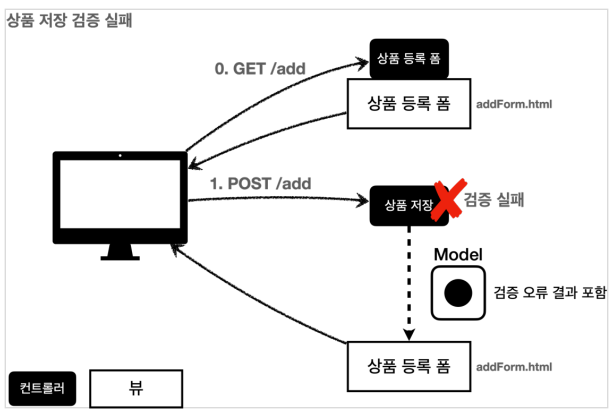 상품 저장 검증 실패
0. GET /add
상품 등록 폼
상품 등록 폼
addForm.html
1. POST /add
상품 저장
검증 실패
Model
검증 오류 결과 포함
상품 등록 폼
addForm.html
컨트롤러
뷰